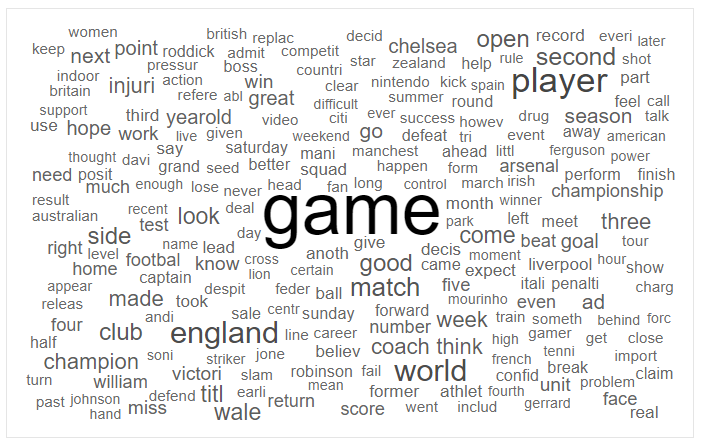 women british replac decid chelsea open record everi later
keep next point roddick admit competit star zealand help rule second shot
indoor pressur boss countri nintendo kick spain player part
britain injuri action win clear summer round feel call
support refere abl great difficult citi ever success howev drug season talk
use hope third yearold video go defeat tri event away american
work live given weekend manchest ahead littl ferguson power
thought davi say saturday mani happen form arsenal perform finish
need posit grand seed better squad control march irish championship
much enough lose never head fan long month winner
result recent look deal game park left meet three
australian test day come beat goal tour
side name lead give decis moment
right level footbal know cross anoth good came expect liverpool hour show
home captain lion certain mourinho itali penalti charg
appear despit feder ball match five even ad
releas made took centr forward week train someth behind forc
four andi sale sunday number gamer get close
half club england line career coach think high
champion soni striker jone believ world french tenni import
turn william victori slam robinson fail confid break unit problem claim
past johnson defend titl earli mean former athlet fourth face
hand miss wale return score went includ gerrard real